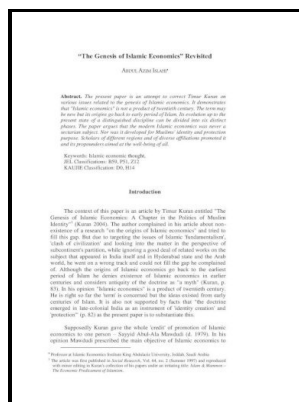 "The Genesis of Islamic Economics" Revisited
Abdul Azim Islahi*
Abstract. The present paper is an attempt to correct Timur Kuran on
various issues related to the genesis of Islamic Economics. It demonstrates
that "Islamic economics" is not a product of twentieth century. The term may
be new but its origins go back to early period of Islam. Its evolution up to the
present state of a distinguished discipline can be divided into six distinct
phases. The paper argues that the modern Islamic economics was never a
sectarian subject. Nor was it developed for Muslims' identity and protection
purpose. Scholars of different regions and of diverse affiliations promoted it
and its propounders aimed at the well-being of all.
Keywords: Islamic economic thought,
JEL Classifications: B59, P51, Z12
KAUJIE Classification:
Introduction
The context of this paper is an article by Timur Kuran entitled "The
Genesis of Islamic Economics: A Chapter in the Politics of Muslim
Identity" (Kuran 2004). The author complained in his article about non-
existence of a research "on the origins of Islamic Economics" and tried to
fill this gap. But due to targeting the issues of Islamic 'fundamentalism',
'clash of civilization' and looking into the matter in the perspective of
subcontinent's partition, while ignoring a good deal of related works on the
subject that appeared in India itself and in Hyderabad state and the Arab
world, he went on a wrong track and could not fill the gap he complained
of. Although the origins of Islamic economics go back to the earliest
period of Islam he denies existence of Islamic economics in earlier
centuries and considers antiquity of the doctrine as "a myth" (Kuran, p.
83). In his opinion "Islamic economics" is a product of twentieth century.
He is right so far the 'term' is concerned but the ideas existed from early
centuries of Islam. It is also not supported by facts that "the doctrine
emerged in late-colonial India as an instrument of 'identity creation' and
'protection'" (p. 82) as the present paper is to substantiate this.
Supposedly Kuran gave the whole 'credit' of promotion of Islamic
economics to one person – Sayyid Abul-Ala Mawdudi (d. 1979). In his
opinion Mawdudi prescribed the main objective of Islamic economics to
* Professor at Islamic Economics Institute King Abdulaziz University, Jeddah, Saudi Arabia.